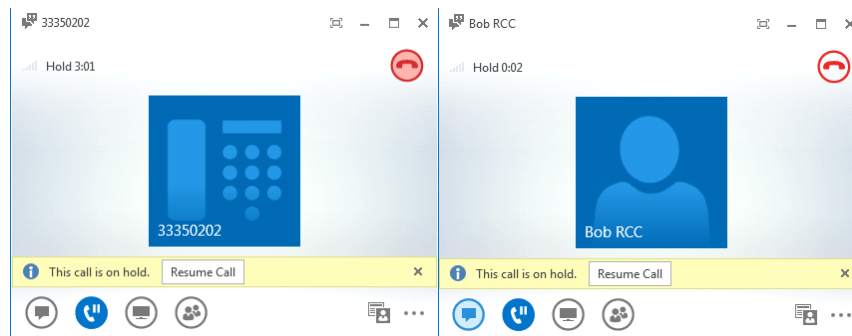 33350202
Hold 3:01
33350202
This call is on hold. Resume Call
Bob RCC
Hold 0:02
Bob RCC
This call is on hold. Resume Call